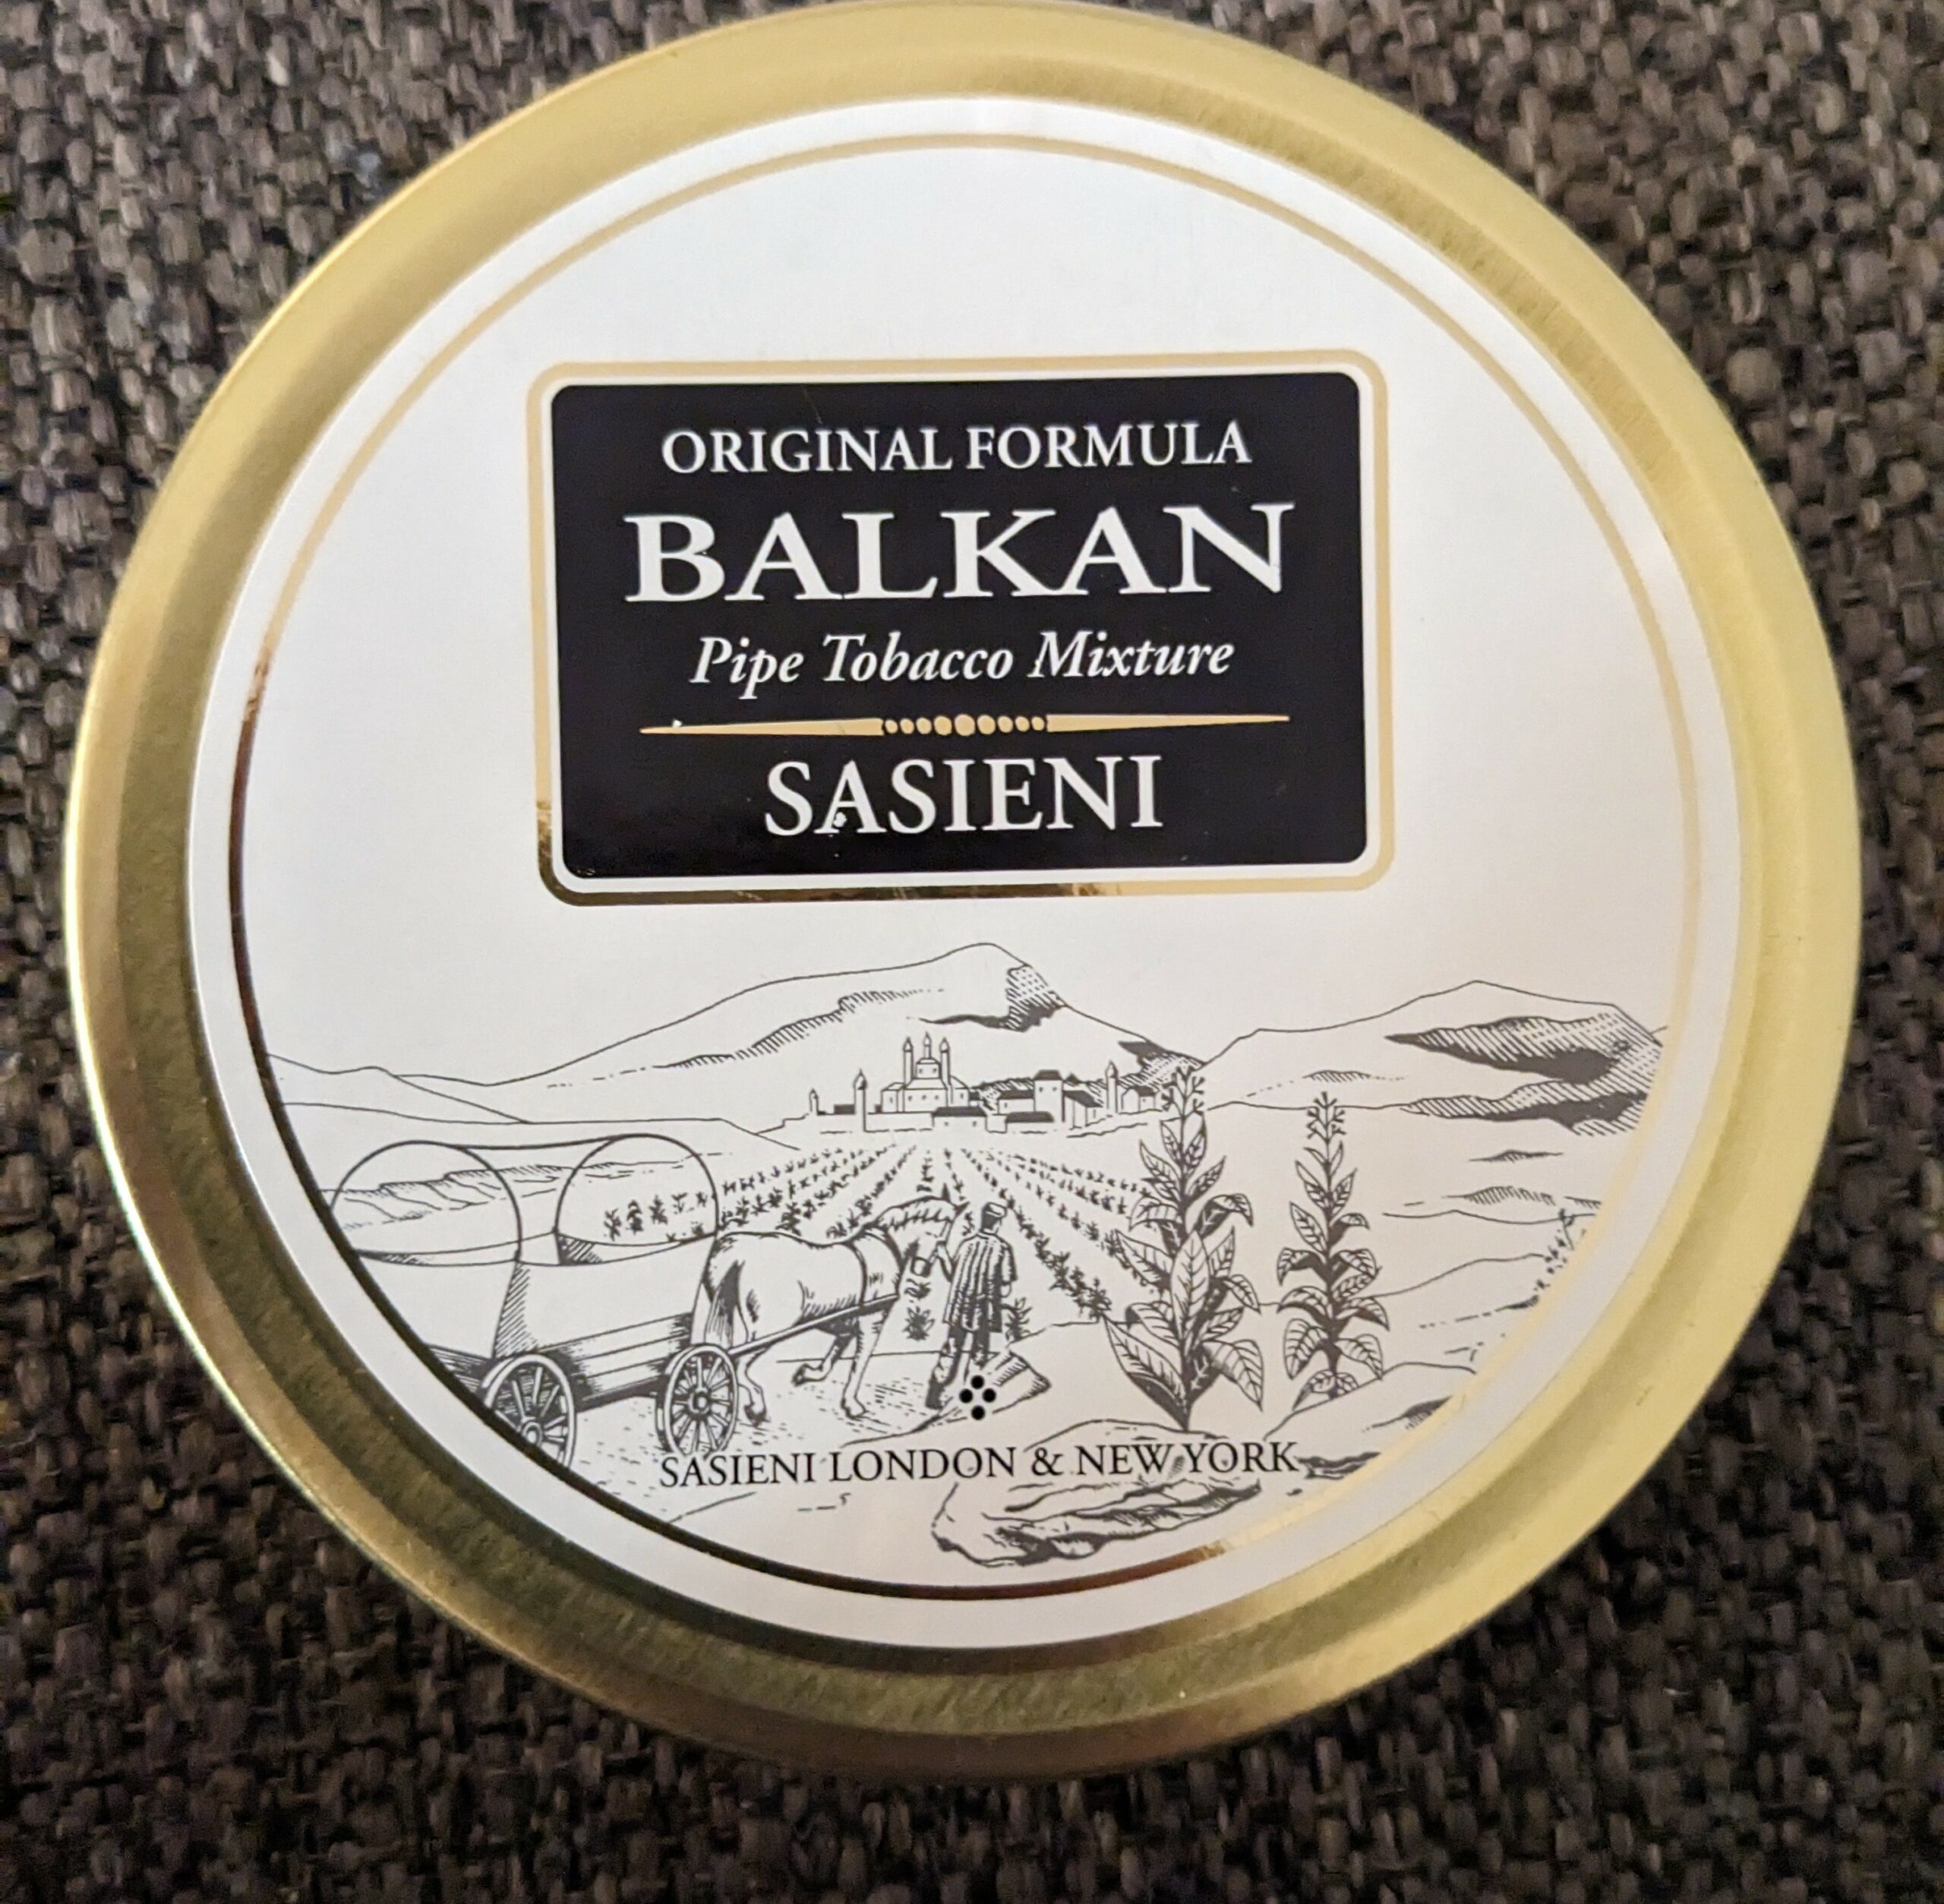 ORIGINAL FORMULA
BALKAN
Pipe Tobacco Mixture
SASIENI
SASIENI LONDON & NEW YORK